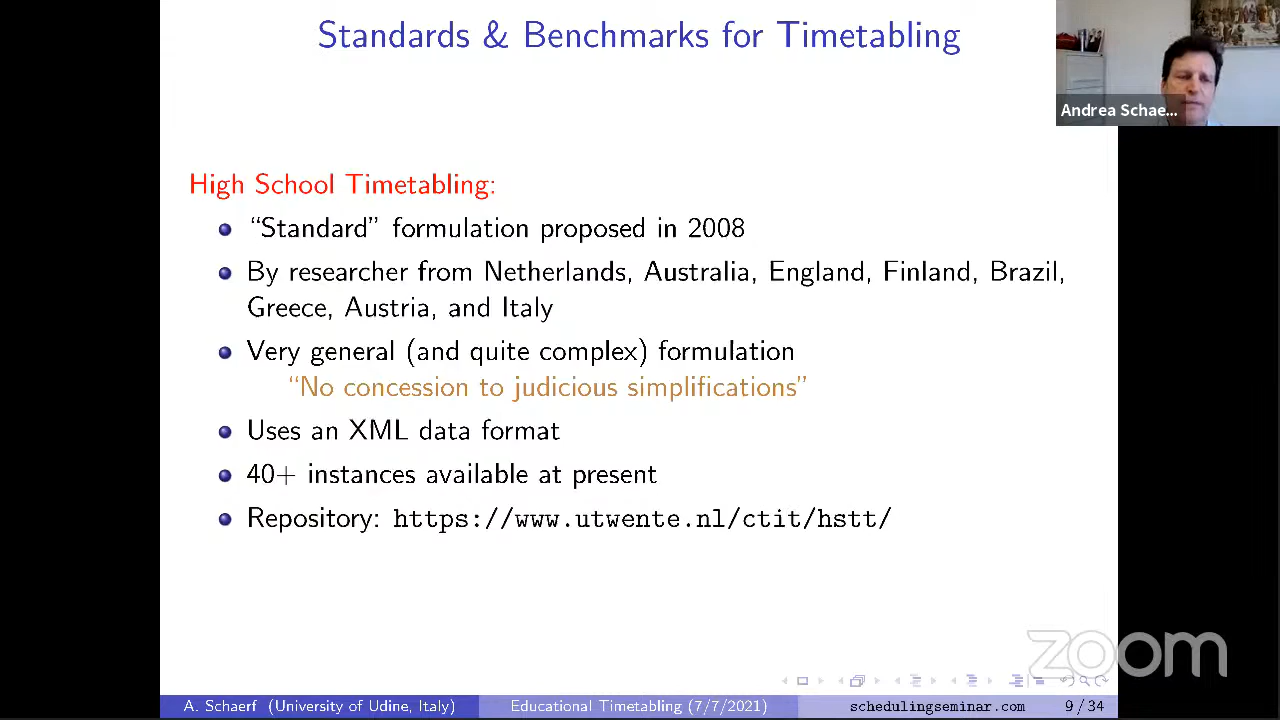 Standards & Benchmarks for Timetabling
Andrea Schae...
High School Timetabling:
“Standard” formulation proposed in 2008
By researcher from Netherlands, Australia, England, Finland, Brazil,
Greece, Austria, and Italy
Very general (and quite complex) formulation
“No concession to judicious simplifications”
Uses an XML data format
40+ instances available at present
Repository: https://www.utwente.nl/ctit/hstt/
zoom
A. Schaerf (University of Udine, Italy) Educational Timetabling (7/7/2021) schedulingseminar.com 9 / 34